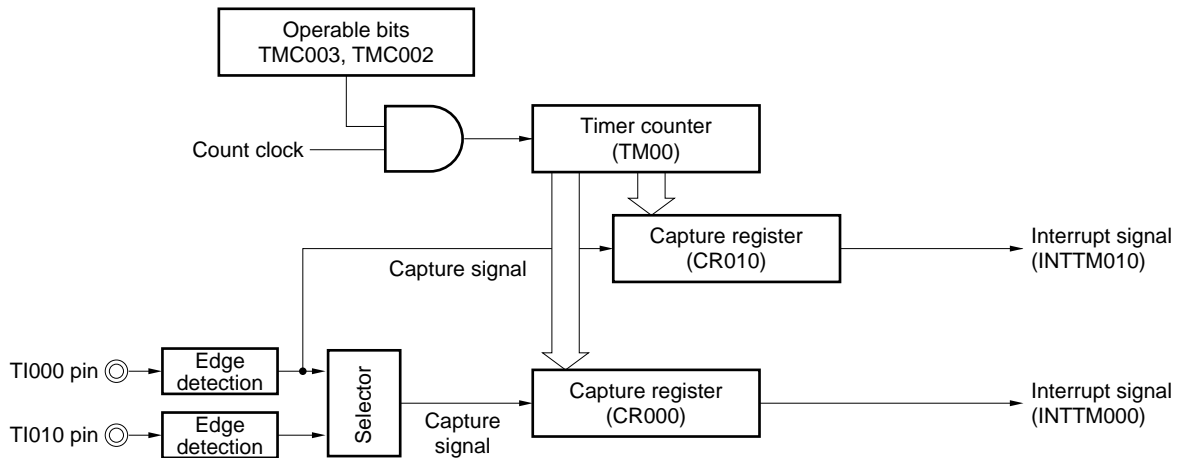 Operable bits
TMC003, TMC002
Count clock
Timer counter
(TM00)
Capture register
(CR010)
Interrupt signal
(INTTM010)
Capture signal
TI000 pin
Edge
detection
Selector
Capture register
(CR000)
Interrupt signal
(INTTM000)
TI010 pin
Edge
detection
Capture
signal